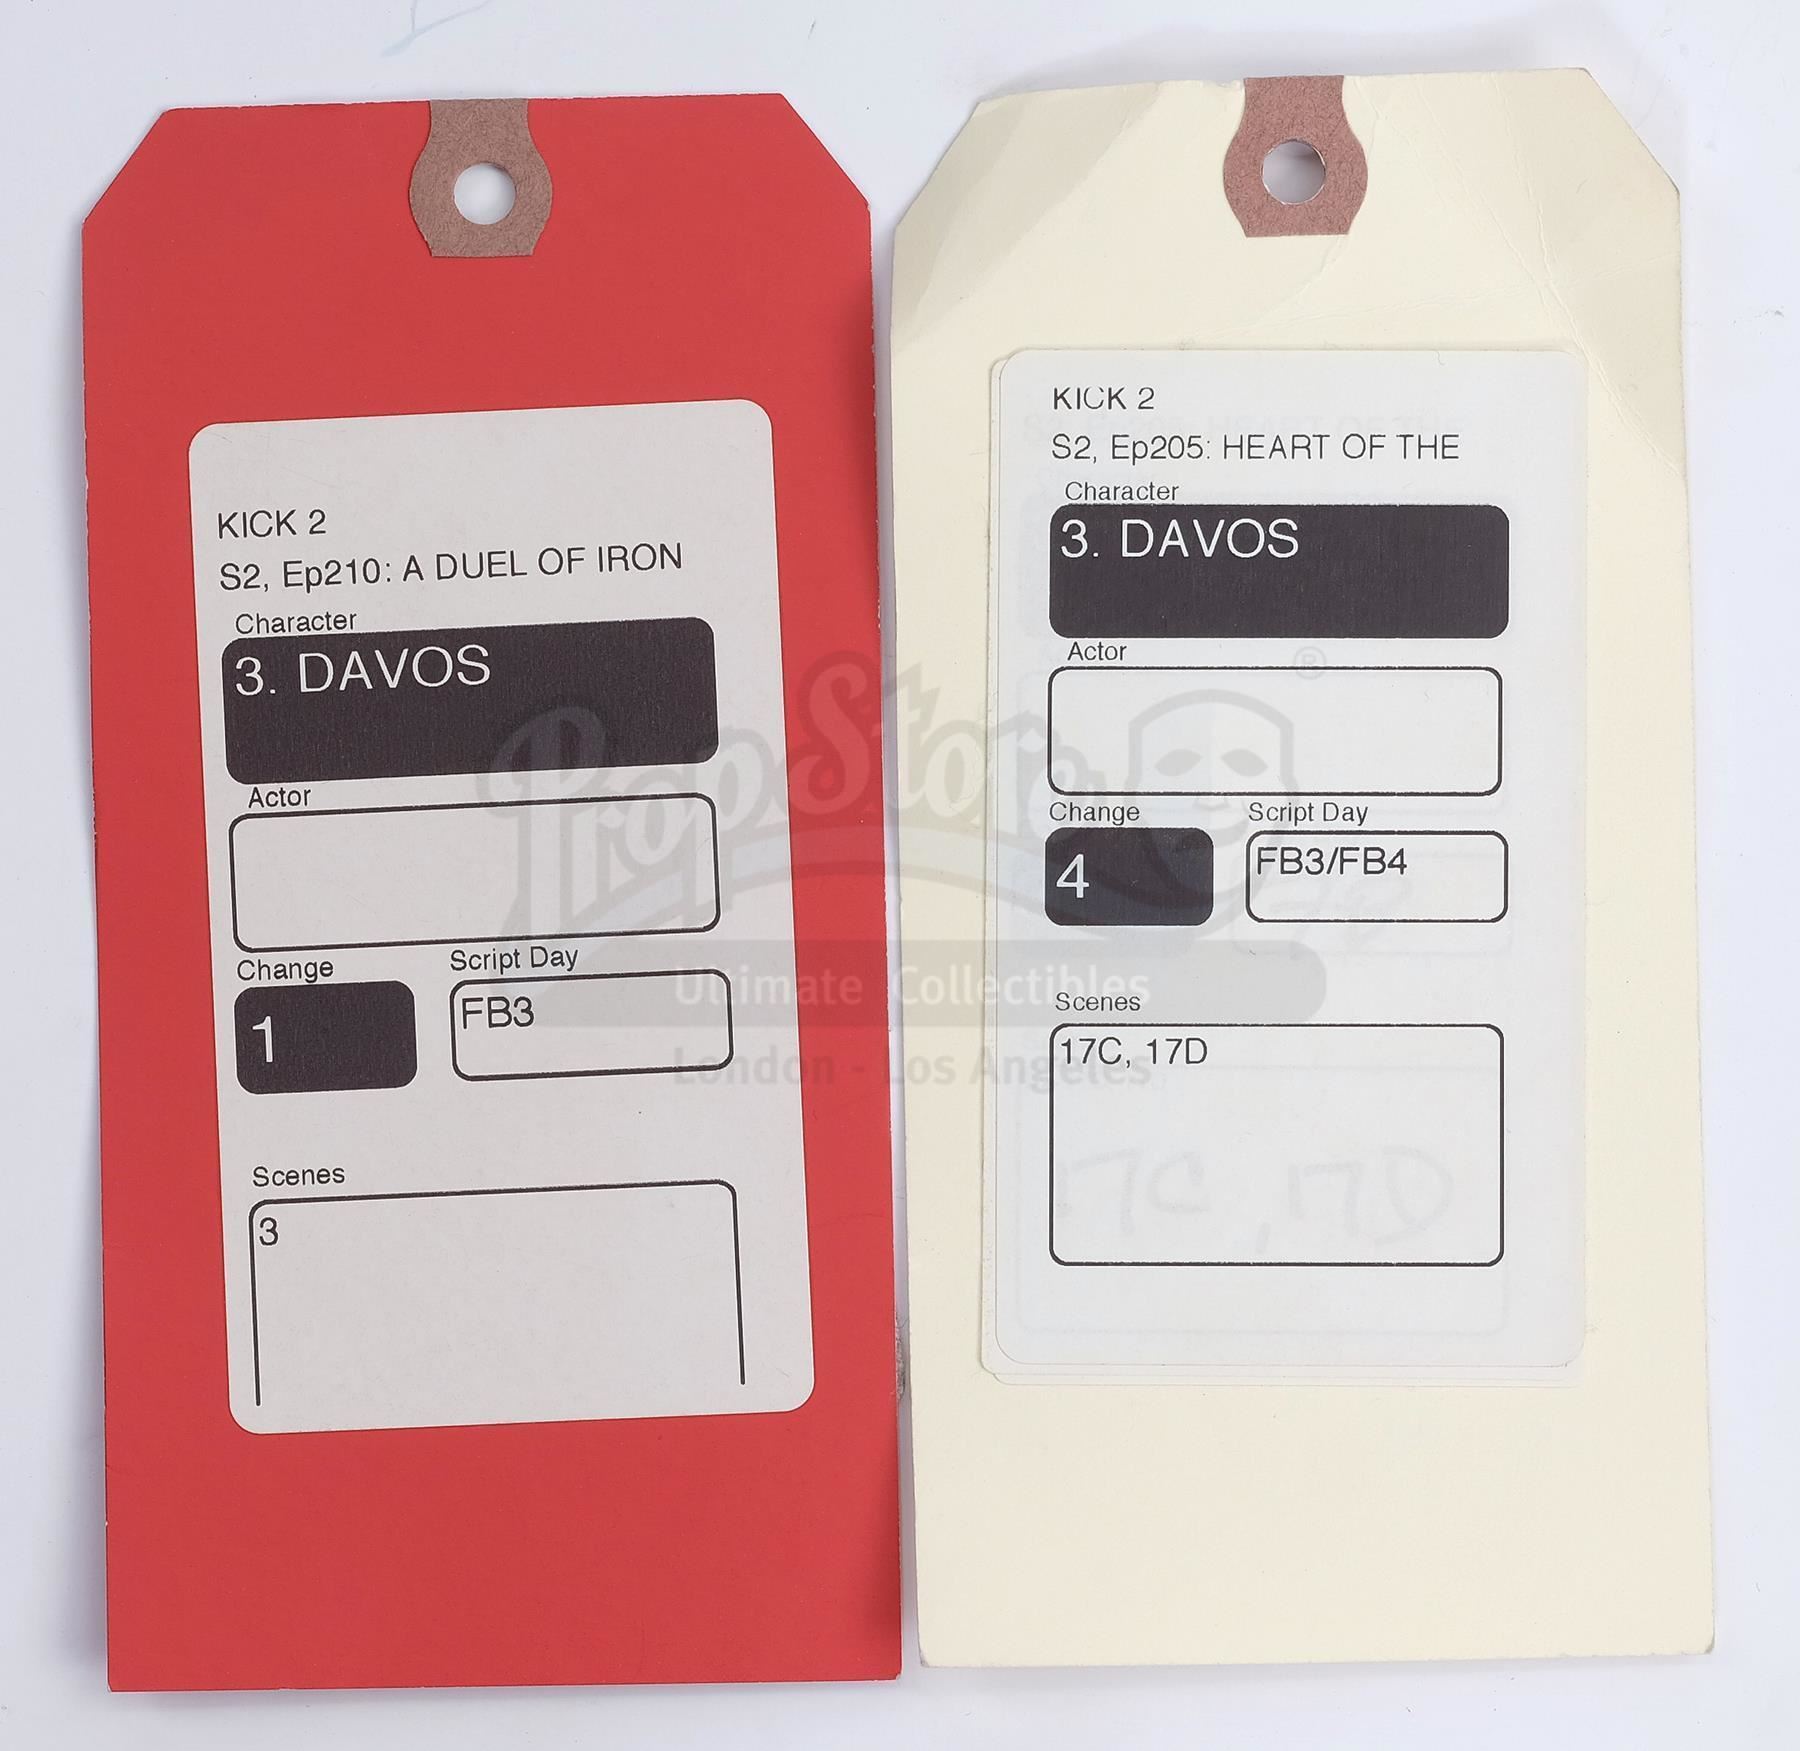 KICK 2
S2, Ep210: A DUEL OF IRON
Character
3. DAVOS
Actor
Change
Script Day
1
FB3
Scenes
3
KICK 2
S2, Ep205: HEART OF THE
Character
3. DAVOS
Actor
Change
Script Day
4
FB3/FB4
Scenes
17C, 17D
17C, 17D
PropStore
®
Ultimate Collectibles
London - Los Angeles